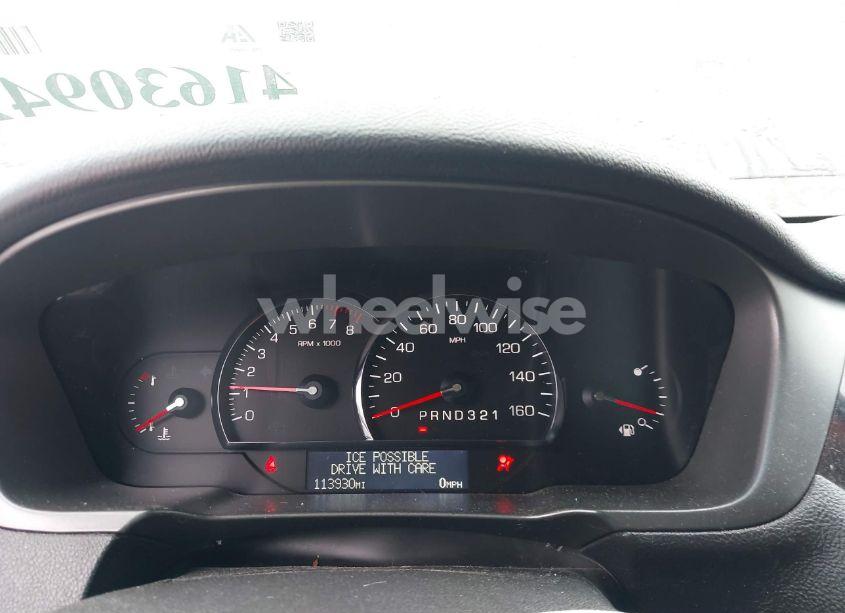 4163094
wheelwise
0 1 2 3 4 5 6 7 8
RPM x 1000
0 20 40 60 80 100 120 140 160
MPH
PRND321
ICE POSSIBLE
DRIVE WITH CARE
113930MI 0MPH